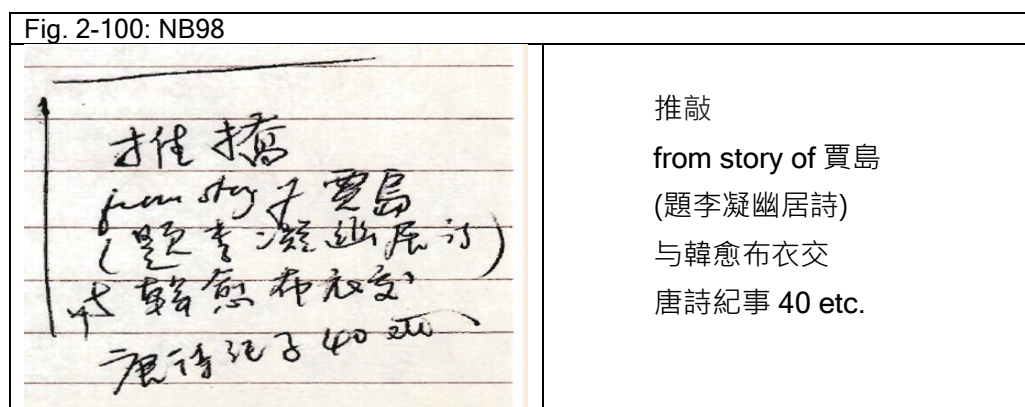 Fig. 2-100: NB98
推
from story of 賈島
(題李凝幽居詩)
与韓愈布衣交
唐詩紀事 40 etc
推敲
from story of 賈島
(題李凝幽居詩)
与韓愈布衣交
唐詩紀事 40 etc.